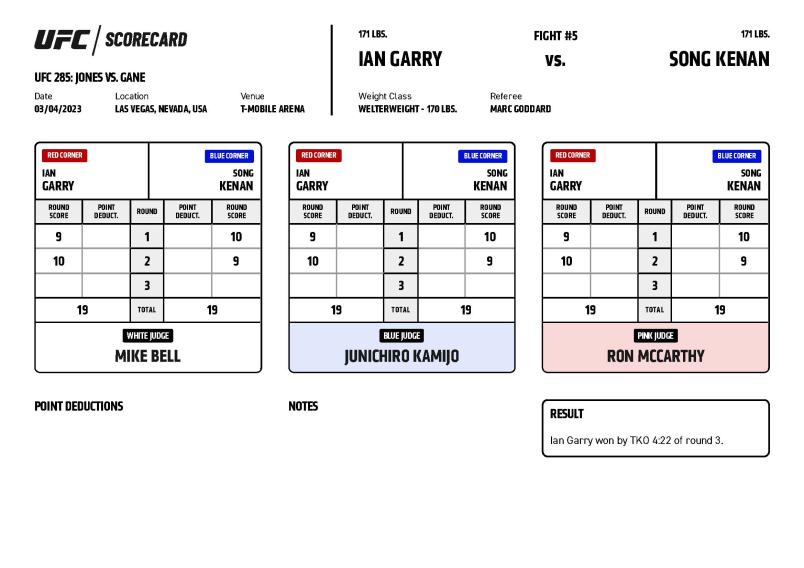 UFC SCORECARD
UFC 285: JONES VS. GANE
Date Location Venue
03/04/2023 LAS VEGAS, NEVADA, USA T-MOBILE ARENA
171 LBS. FIGHT #5 171 LBS.
IAN GARRY VS. SONG KENAN
Weight Class Referee
WELTERWEIGHT - 170 LBS. MARC GODDARD
RED CORNER BLUE CORNER
IAN SONG
GARRY KENAN
ROUND POINT ROUND POINT ROUND
SCORE DEDUCT. DEDUCT. SCORE
9 1 10
10 2 9
3
19 TOTAL 19
WHITE JUDGE
MIKE BELL
RED CORNER BLUE CORNER
IAN SONG
GARRY KENAN
ROUND POINT ROUND POINT ROUND
SCORE DEDUCT. DEDUCT. SCORE
9 1 10
10 2 9
3
19 TOTAL 19
BLUE JUDGE
JUNICHIRO KAMIJO
RED CORNER BLUE CORNER
IAN SONG
GARRY KENAN
ROUND POINT ROUND POINT ROUND
SCORE DEDUCT. DEDUCT. SCORE
9 1 10
10 2 9
3
19 TOTAL 19
PINK JUDGE
RON MCCARTHY
POINT DEDUCTIONS
NOTES
RESULT
Ian Garry won by TKO 4:22 of round 3.